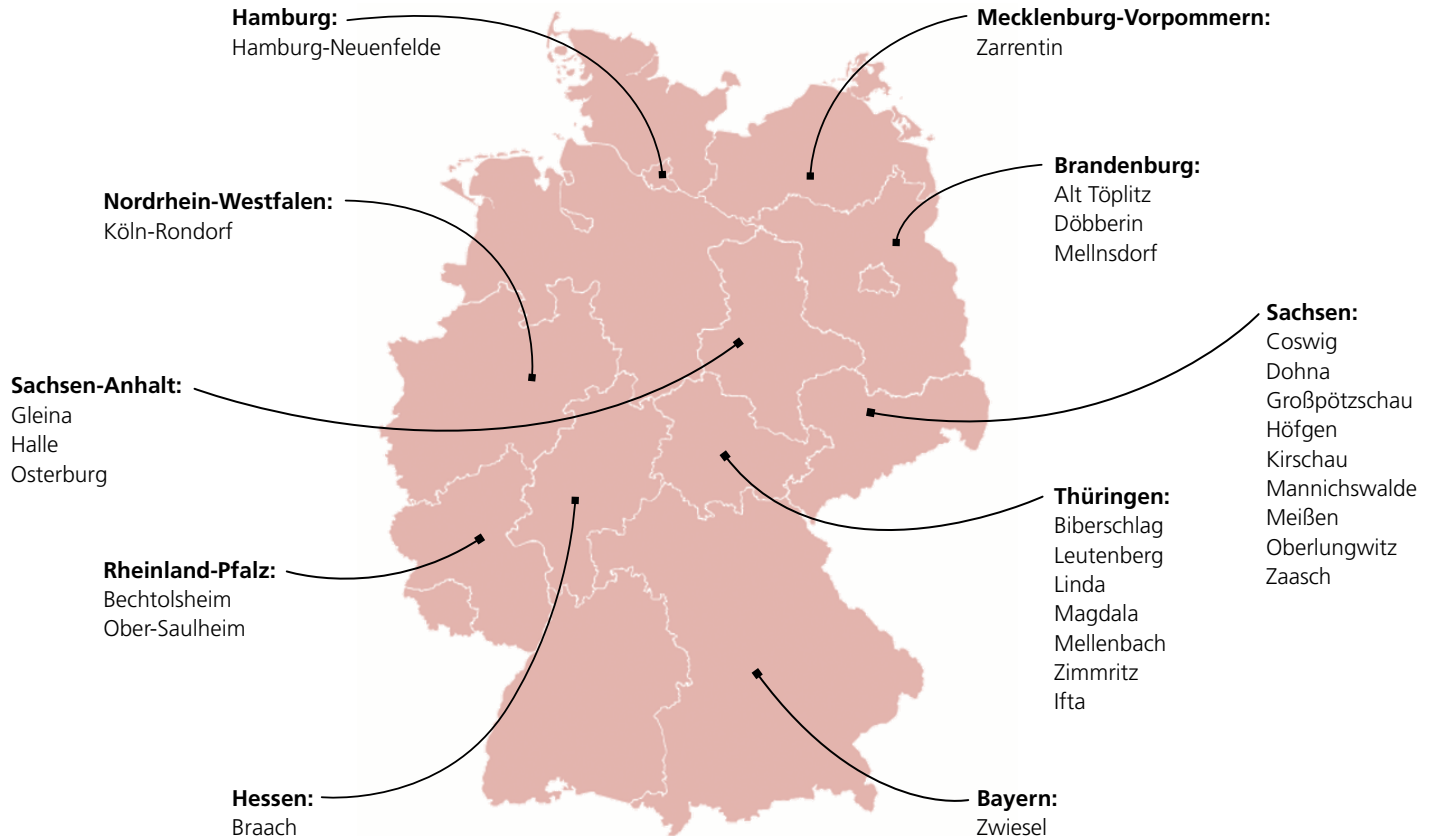 Hamburg:
Hamburg-Neuenfelde
Mecklenburg-Vorpommern:
Zarrentin
Brandenburg:
Alt Töplitz
Döbberin
Mellnsdorf
Nordrhein-Westfalen:
Köln-Rondorf
Sachsen:
Coswig
Dohna
Großpötzschau
Höfgen
Kirschau
Mannichswalde
Meißen
Oberlungwitz
Zaasch
Sachsen-Anhalt:
Gleina
Halle
Osterburg
Thüringen:
Biberschlag
Leutenberg
Linda
Magdala
Mellenbach
Zimmritz
Ifta
Rheinland-Pfalz:
Bechtolsheim
Ober-Saulheim
Hessen:
Braach
Bayern:
Zwiesel